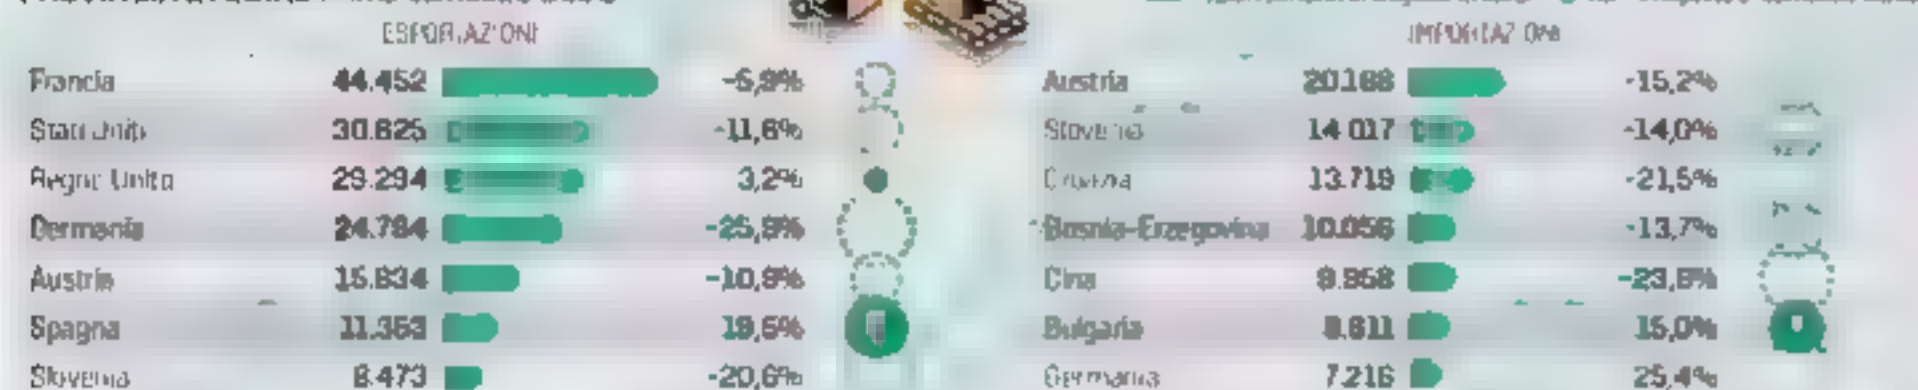 ESPORTAZIONI
Francia 44.452 -6,9%
Stati Uniti 30.625 -11,6%
Regno Unito 29.294 3,2%
Germania 24.784 -25,9%
Austria 15.834 -10,9%
Spagna 11.353 19,5%
Slovenia 8.473 -20,6%
IMPORTAZIONI
Austria 20.168 -15,2%
Slovenia 14.017 -14,0%
Croazia 13.719 -21,5%
Bosnia-Erzegovina 10.056 -13,7%
Cina 9.958 -23,8%
Bulgaria 8.811 15,0%
Germania 7.216 25,4%